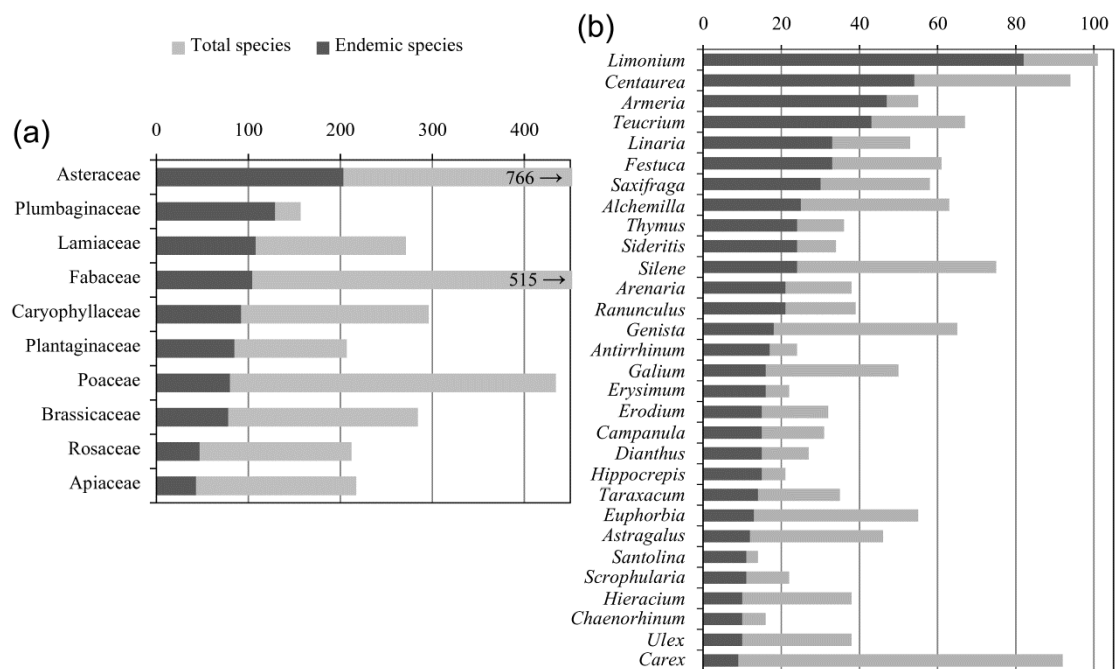 Total species Endemic species
(a)
0 100 200 300 400
Asteraceae
766 →
Plumbaginaceae
Lamiaceae
Fabaceae
515 →
Caryophyllaceae
Plantaginaceae
Poaceae
Brassicaceae
Rosaceae
Apiaceae
(b)
0 20 40 60 80 100
Limonium
Centaurea
Armeria
Teucrium
Linaria
Festuca
Saxifraga
Alchemilla
Thymus
Sideritis
Silene
Arenaria
Ranunculus
Genista
Antirrhinum
Galium
Erysimum
Erodium
Campanula
Dianthus
Hippocrepis
Taraxacum
Euphorbia
Astragalus
Santolina
Scrophularia
Hieracium
Chaenorhinum
Ulex
Carex